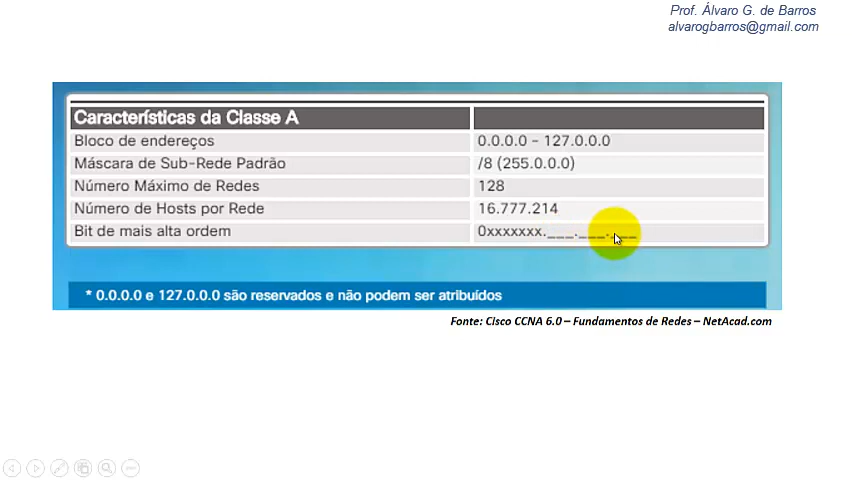 Prof. Álvaro G. de Barros
alvarogbarros@gmail.com
Características da Classe A
Bloco de endereços 0.0.0.0 - 127.0.0.0
Máscara de Sub-Rede Padrão /8 (255.0.0.0)
Número Máximo de Redes 128
Número de Hosts por Rede 16.777.214
Bit de mais alta ordem 0xxxxxxx.___.___.___
* 0.0.0.0 e 127.0.0.0 são reservados e não podem ser atribuídos
Fonte: Cisco CCNA 6.0 – Fundamentos de Redes – NetAcad.com